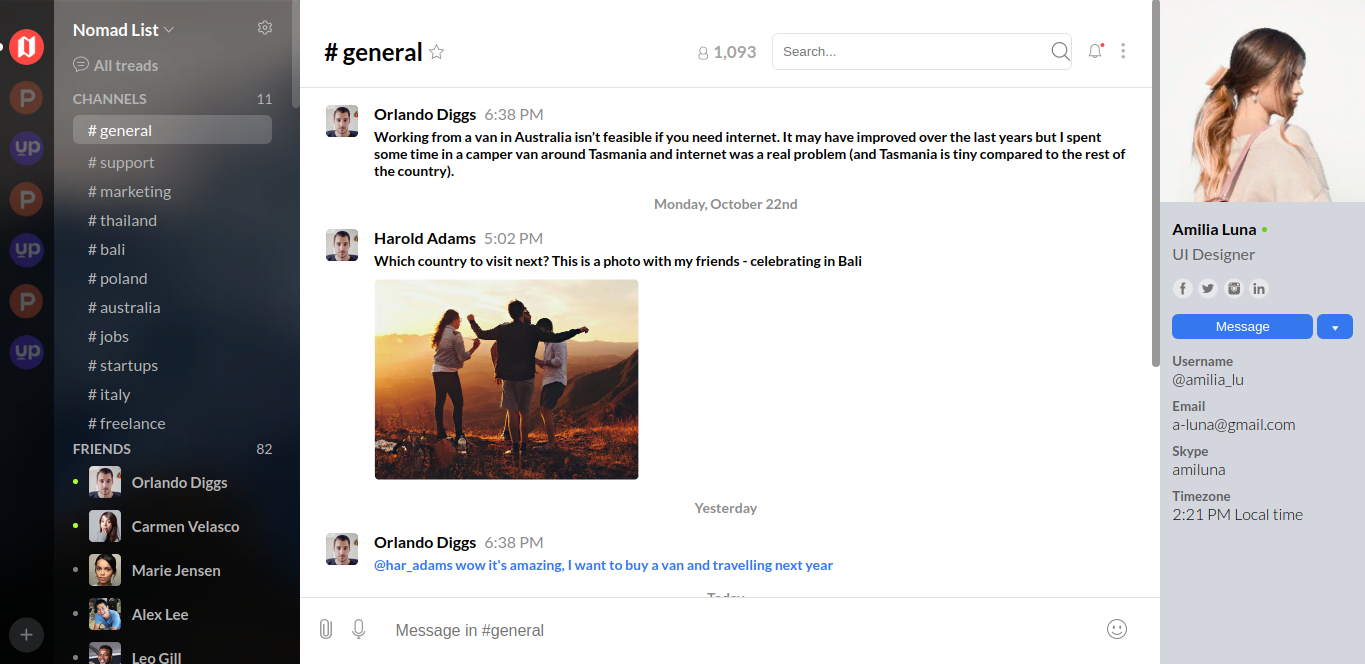 P
up
P
up
P
up
+
Nomad List
All treads
CHANNELS 11
# general
# support
# marketing
# thailand
# bali
# poland
# australia
# jobs
# startups
# italy
# freelance
FRIENDS 82
Orlando Diggs
Carmen Velasco
Marie Jensen
Alex Lee
Leo Gill
# general
1,093
Search...
Orlando Diggs 6:38 PM
Working from a van in Australia isn’t feasible if you need internet. It may have improved over the last years but I spent
some time in a camper van around Tasmania and internet was a real problem (and Tasmania is tiny compared to the rest of
the country).
Monday, October 22nd
Harold Adams 5:02 PM
Which country to visit next? This is a photo with my friends - celebrating in Bali
Yesterday
Orlando Diggs 6:38 PM
@har_adams wow it's amazing, I want to buy a van and travelling next year
Today
Message in #general
Amilia Luna
UI Designer
f
in
Message
Username
@amilia_lu
Email
a-luna@gmail.com
Skype
amiluna
Timezone
2:21 PM Local time